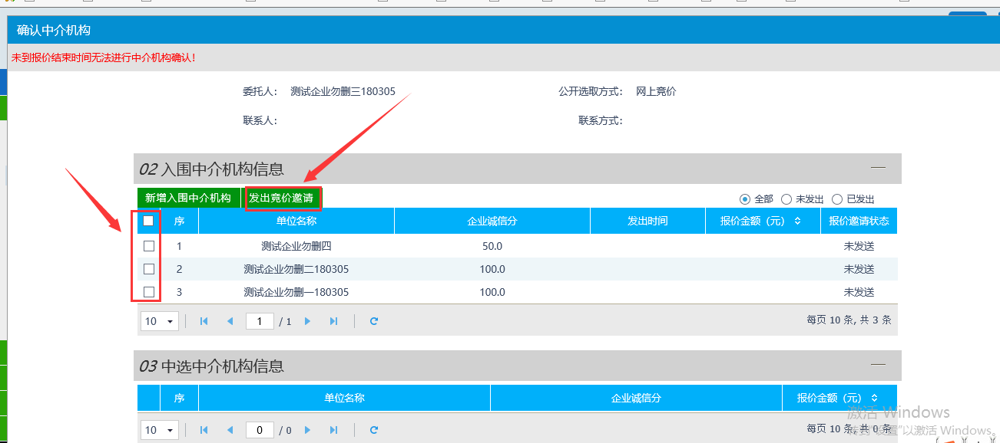 确认中介机构
未到报价结束时间无法进行中介机构确认!
委托人: 测试企业勿删三180305 公开选取方式: 网上竞价
联系人: 联系方式:
02 入围中介机构信息
新增入围中介机构 发出竞价邀请 全部 未发出 已发出
序 单位名称 企业诚信分 发出时间 报价金额（元） 报价邀请状态
1 测试企业勿删四 50.0 未发送
2 测试企业勿删二180305 100.0 未发送
3 测试企业勿删一180305 100.0 未发送
10 1 / 1 每页 10 条, 共 3 条
03 中选中介机构信息
序 单位名称 企业诚信分 报价金额（元）
激活 Windows
10 0 / 0 每页 10 条, 共 0 条
转到"设置"以激活 Windows。